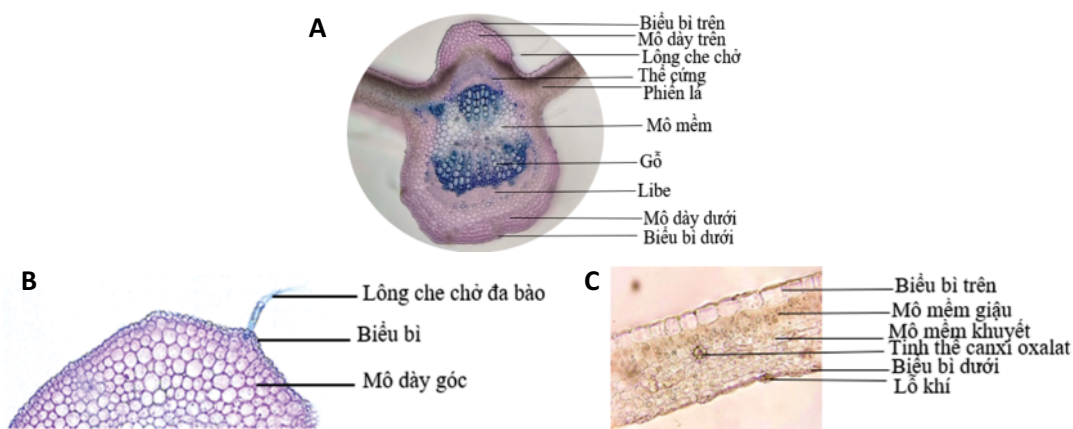 A
Biểu bì trên
Mô dày trên
Lông che chở
Thể cứng
Phiến lá
Mô mềm
Gỗ
Libe
Mô dày dưới
Biểu bì dưới
B
Lông che chở đa bào
Biểu bì
Mô dày góc
C
Biểu bì trên
Mô mềm giậu
Mô mềm khuyết
Tinh thể canxi oxalat
Biểu bì dưới
Lỗ khí